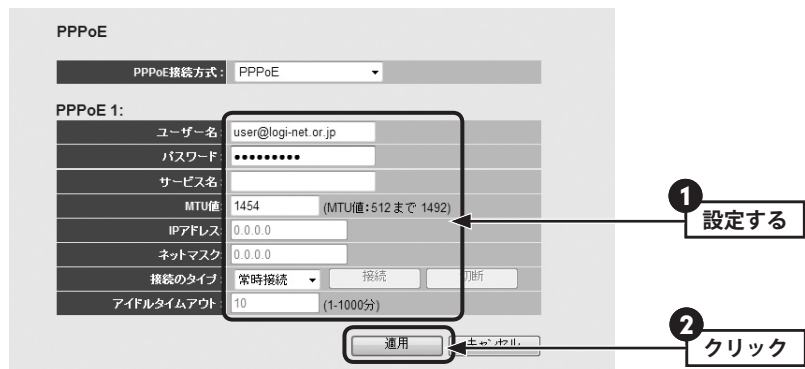 PPPoE
PPPoE接続方式： PPPoE
PPPoE 1:
ユーザー名： user@logi-net.or.jp
パスワード： ●●●●●●●●●
サービス名：
MTU値： 1454 (MTU値：512 まで 1492)
IPアドレス： 0.0.0.0
ネットマスク： 0.0.0.0
接続のタイプ： 常時接続 接続 切断
アイドルタイムアウト： 10 (1-1000分)
適用 キャンセル
1 設定する
2 クリック